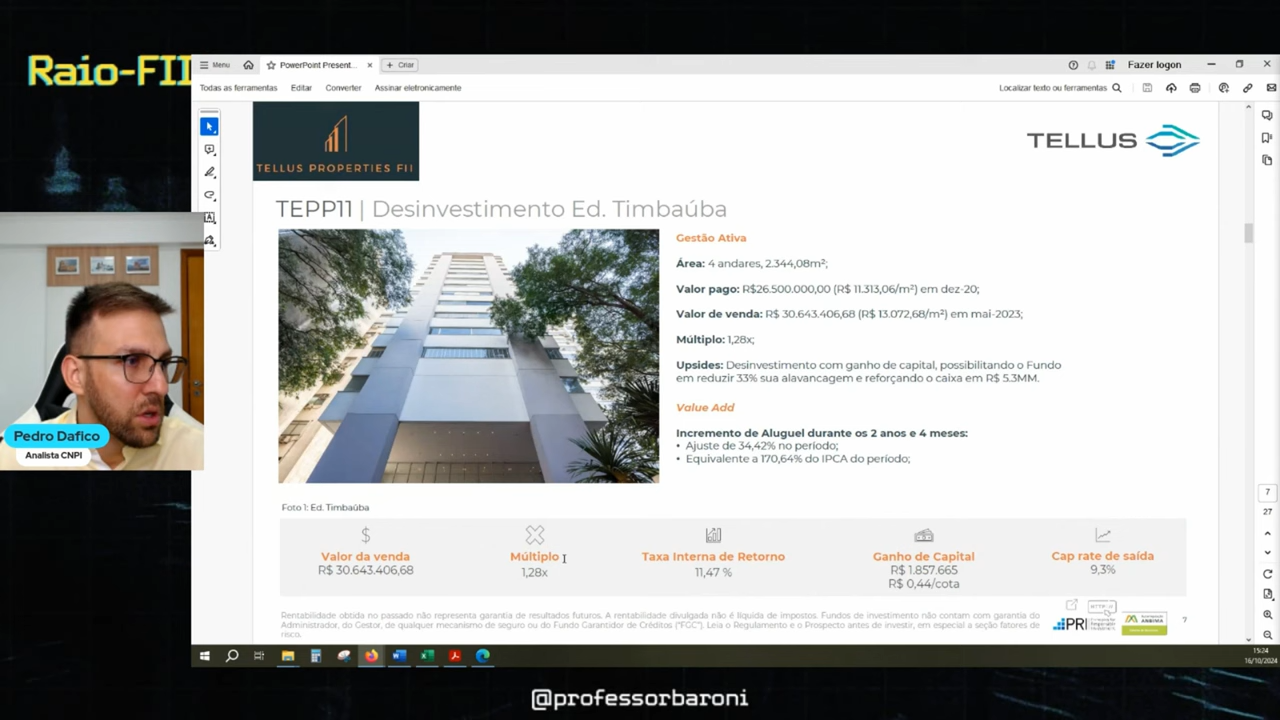 Raio-FII
Menu
PowerPoint Present...
Criar
Fazer logon
Todas as ferramentas
Editar
Converter
Assinar eletronicamente
Localizar texto ou ferramentas
TELLUS PROPERTIES FII
TELLUS
TEPP11 | Desinvestimento Ed. Timbaúba
Gestão Ativa
Área: 4 andares, 2.344,08m²;
Valor pago: R$26.500.000,00 (R$ 11.313,06/m²) em dez-20;
Valor de venda: R$ 30.643.406,68 (R$ 13.072,68/m²) em mai-2023;
Múltiplo: 1,28x;
Upsides: Desinvestimento com ganho de capital, possibilitando o Fundo
em reduzir 33% sua alavancagem e reforçando o caixa em R$ 5.3MM.
Value Add
Incremento de Aluguel durante os 2 anos e 4 meses:
• Ajuste de 34,42% no período;
• Equivalente a 170,64% do IPCA do período;
Pedro Dafico
Analista CNPI
Foto 1: Ed. Timbaúba
Valor da venda
R$ 30.643.406,68
Múltiplo
1,28x
Taxa Interna de Retorno
11,47 %
Ganho de Capital
R$ 1.857.665
R$ 0,44/cota
Cap rate de saída
9,3%
7
27
Rentabilidade obtida no passado não representa garantia de resultados futuros. A rentabilidade divulgada não é líquida de impostos. Fundos de investimento não contam com garantia do
Administrador, do Gestor, de qualquer mecanismo de seguro ou do Fundo Garantidor de Créditos ("FGC"). Leia o Regulamento e o Prospecto antes de investir, em especial a seção fatores de
risco.
PRI
ANBIMA
7
15:24
16/10/2024
@professorbaroni